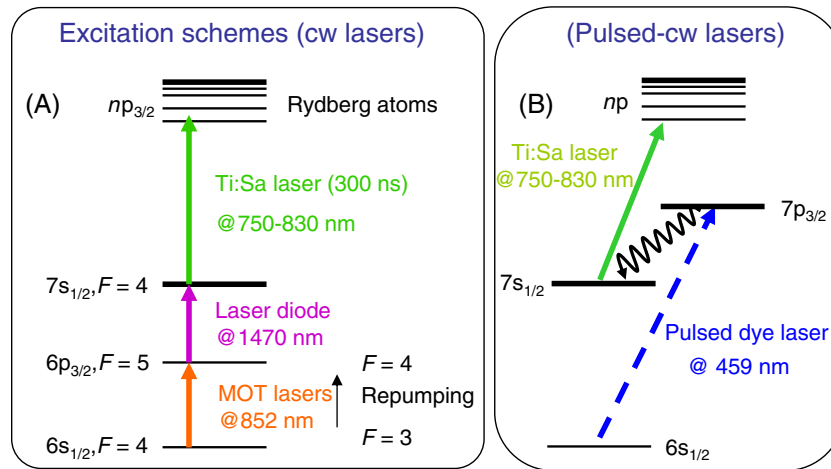 Excitation schemes (cw lasers)
(A)
np3/2
Rydberg atoms
Ti:Sa laser (300 ns)
@750-830 nm
7s1/2,F = 4
Laser diode
@1470 nm
6p3/2,F = 5
F = 4
MOT lasers
@852 nm
Repumping
F = 3
6s1/2,F = 4
(Pulsed-cw lasers)
(B)
np
Ti:Sa laser
@750-830 nm
7p3/2
7s1/2
Pulsed dye laser
@ 459 nm
6s1/2